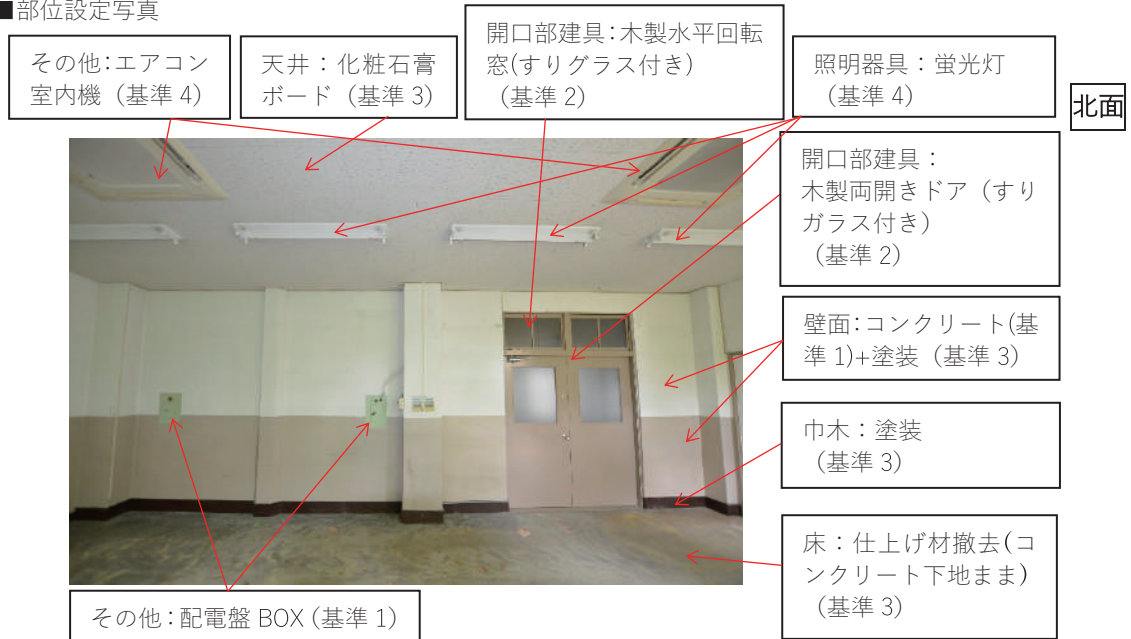 ■部位設定写真
その他:エアコン
室内機（基準 4）
天井：化粧石膏
ボード（基準 3）
開口部建具:木製水平回転
窓(すりグラス付き)
（基準 2）
照明器具：蛍光灯
（基準 4）
北面
開口部建具：
木製両開きドア（すり
ガラス付き）
（基準 2）
壁面:コンクリート(基
準 1)+塗装（基準 3）
巾木：塗装
（基準 3）
床：仕上げ材撤去(コ
ンクリート下地まま)
（基準 3）
その他:配電盤 BOX（基準 1）